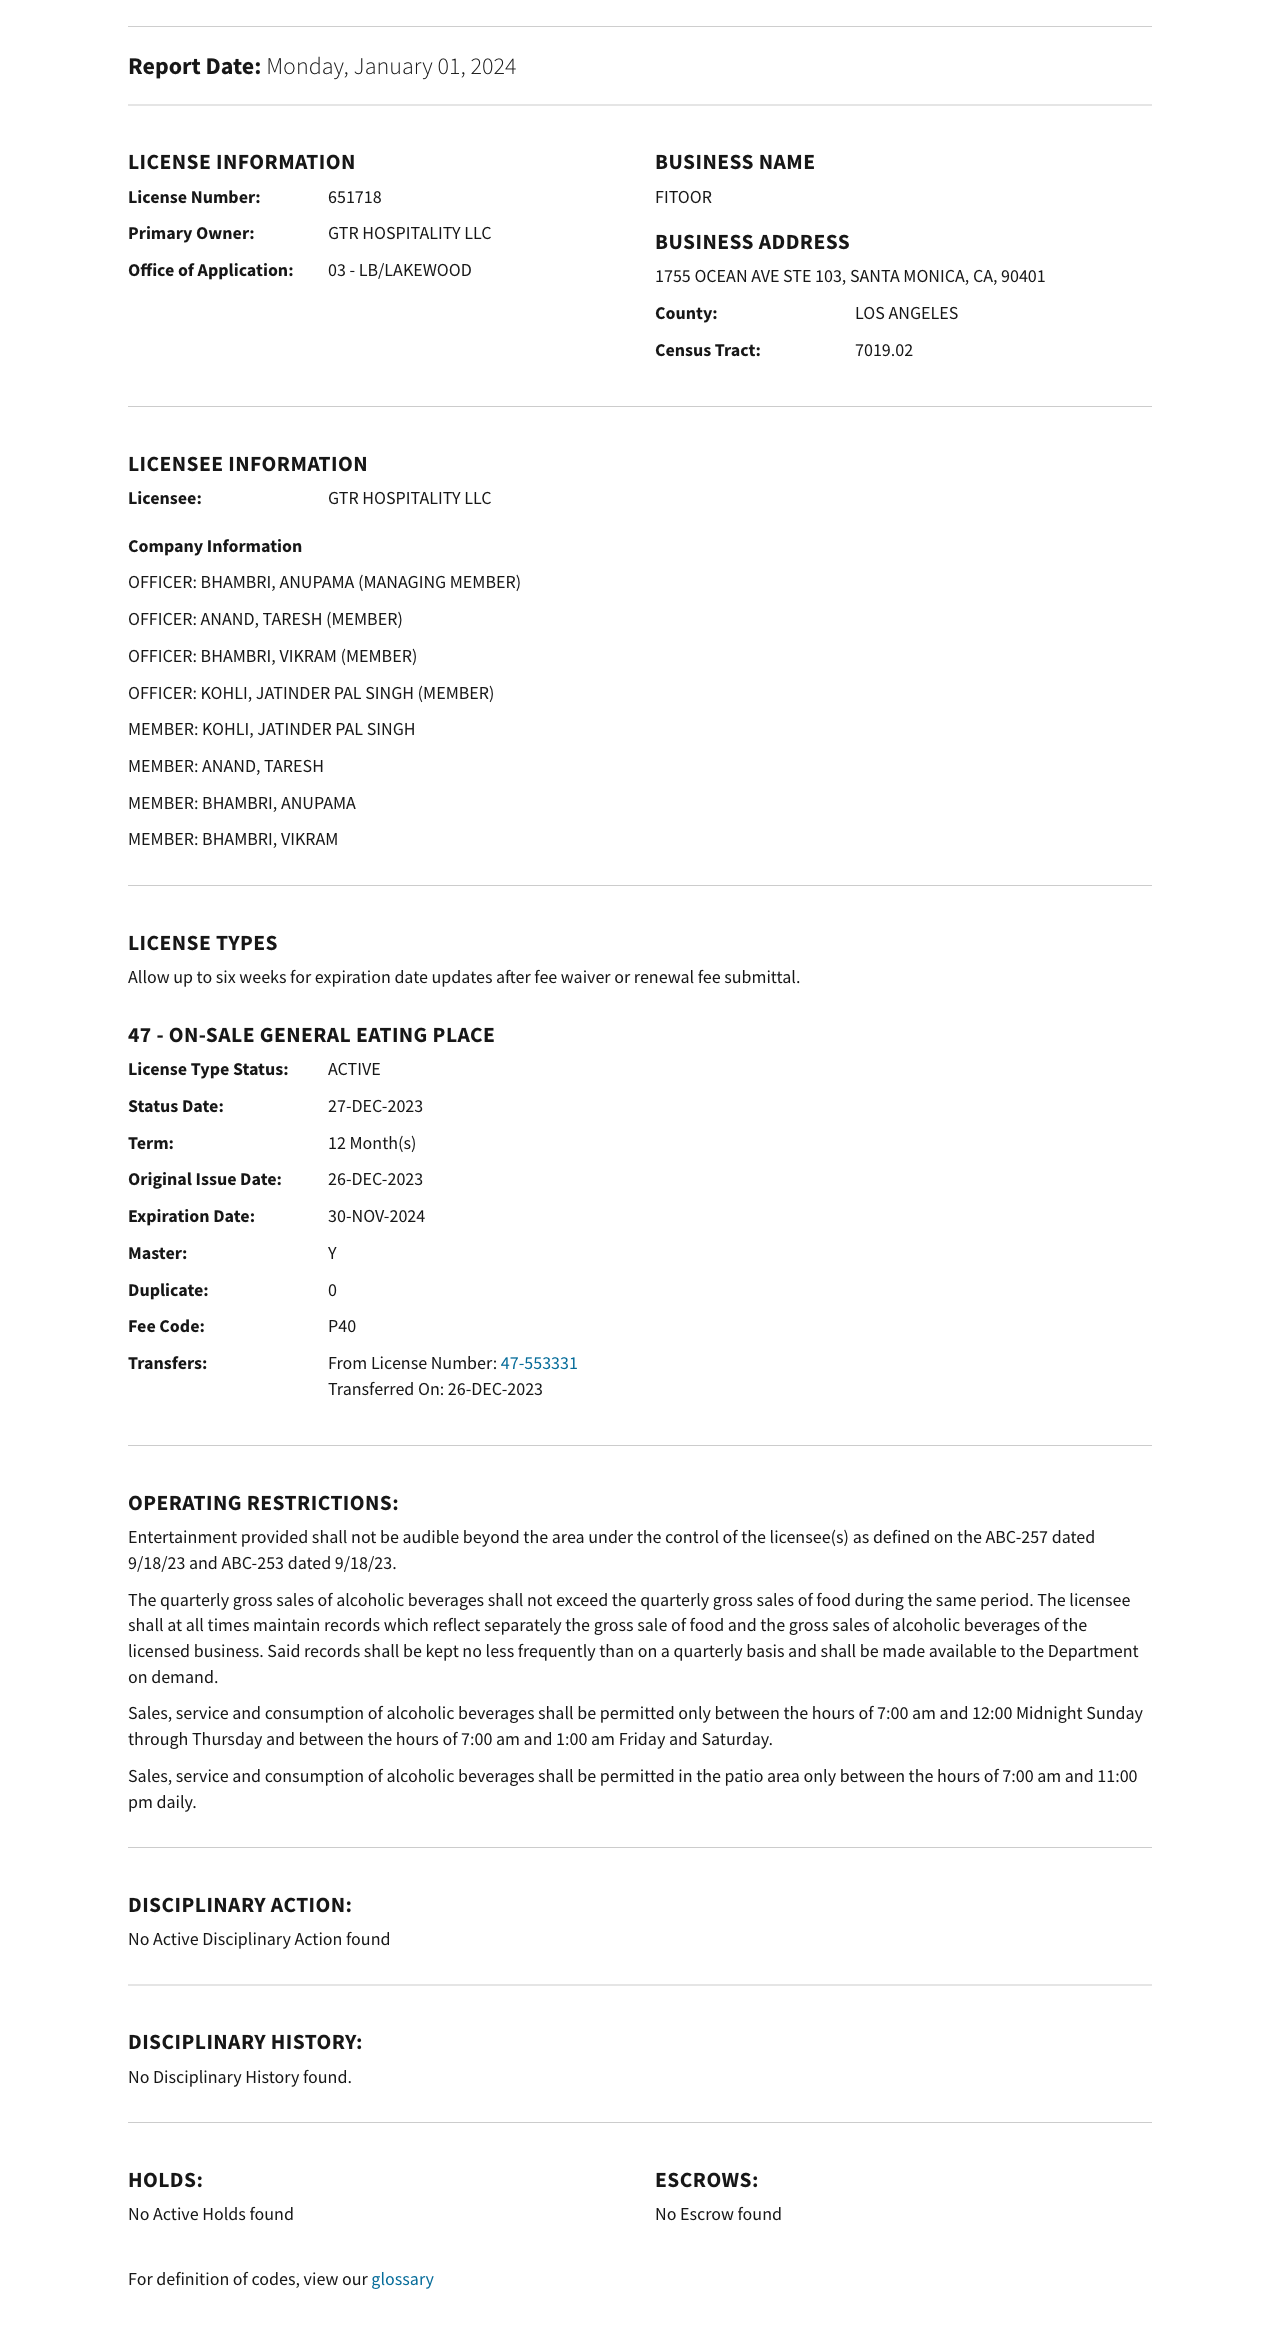 Report Date: Monday, January 01, 2024
LICENSE INFORMATION
License Number: 651718
Primary Owner: GTR HOSPITALITY LLC
Office of Application: 03 - LB/LAKEWOOD
BUSINESS NAME
FITOOR
BUSINESS ADDRESS
1755 OCEAN AVE STE 103, SANTA MONICA, CA, 90401
County: LOS ANGELES
Census Tract: 7019.02
LICENSEE INFORMATION
Licensee: GTR HOSPITALITY LLC
Company Information
OFFICER: BHAMBRI, ANUPAMA (MANAGING MEMBER)
OFFICER: ANAND, TARESH (MEMBER)
OFFICER: BHAMBRI, VIKRAM (MEMBER)
OFFICER: KOHLI, JATINDER PAL SINGH (MEMBER)
MEMBER: KOHLI, JATINDER PAL SINGH
MEMBER: ANAND, TARESH
MEMBER: BHAMBRI, ANUPAMA
MEMBER: BHAMBRI, VIKRAM
LICENSE TYPES
Allow up to six weeks for expiration date updates after fee waiver or renewal fee submittal.
47 - ON-SALE GENERAL EATING PLACE
License Type Status: ACTIVE
Status Date: 27-DEC-2023
Term: 12 Month(s)
Original Issue Date: 26-DEC-2023
Expiration Date: 30-NOV-2024
Master: Y
Duplicate: 0
Fee Code: P40
Transfers: From License Number: 47-553331
Transferred On: 26-DEC-2023
OPERATING RESTRICTIONS:
Entertainment provided shall not be audible beyond the area under the control of the licensee(s) as defined on the ABC-257 dated
9/18/23 and ABC-253 dated 9/18/23.
The quarterly gross sales of alcoholic beverages shall not exceed the quarterly gross sales of food during the same period. The licensee
shall at all times maintain records which reflect separately the gross sale of food and the gross sales of alcoholic beverages of the
licensed business. Said records shall be kept no less frequently than on a quarterly basis and shall be made available to the Department
on demand.
Sales, service and consumption of alcoholic beverages shall be permitted only between the hours of 7:00 am and 12:00 Midnight Sunday
through Thursday and between the hours of 7:00 am and 1:00 am Friday and Saturday.
Sales, service and consumption of alcoholic beverages shall be permitted in the patio area only between the hours of 7:00 am and 11:00
pm daily.
DISCIPLINARY ACTION:
No Active Disciplinary Action found
DISCIPLINARY HISTORY:
No Disciplinary History found.
HOLDS:
No Active Holds found
ESCROWS:
No Escrow found
For definition of codes, view our glossary